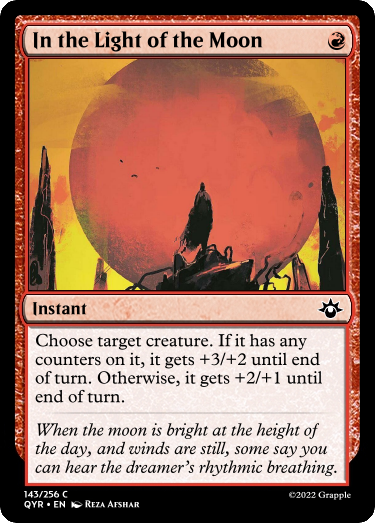 In the Light of the Moon
Instant
Choose target creature. If it has any
counters on it, it gets +3/+2 until end
of turn. Otherwise, it gets +2/+1 until
end of turn.
When the moon is bright at the height of
the day, and winds are still, some say you
can hear the dreamer's rhythmic breathing.
143/256 C
QYR • EN Reza Afshar
©2022 Grapple